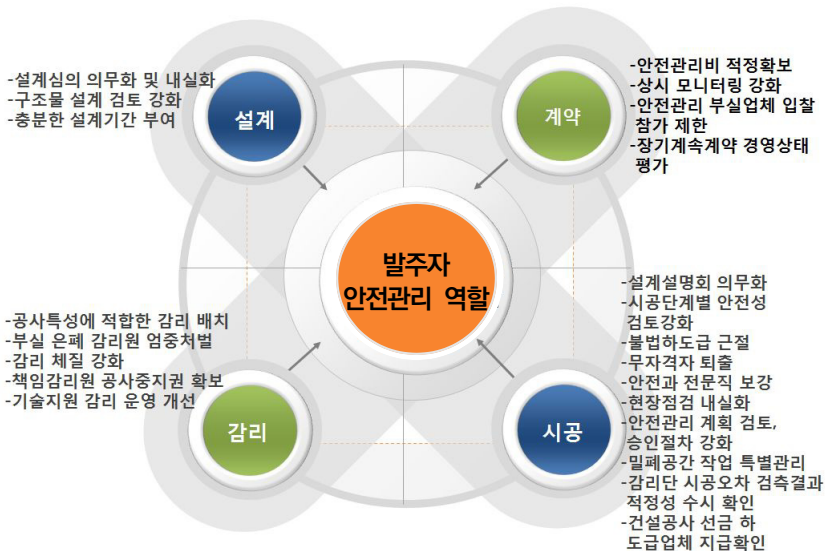 -설계심의 의무화 및 내실화
-구조물 설계 검토 강화
-충분한 설계기간 부여
설계
-안전관리비 적정확보
-상시 모니터링 강화
-안전관리 부실업체 입찰
참가 제한
-장기계속계약 경영상태
평가
계약
발주자
안전관리 역할
-공사특성에 적합한 감리 배치
-부실 은폐 감리원 엄중처벌
-감리 체질 강화
-책임감리원 공사중지권 확보
-기술지원 감리 운영 개선
감리
-설계설명회 의무화
-시공단계별 안전성
검토강화
-불법하도급 근절
-무자격자 퇴출
-안전과 전문직 보강
-현장점검 내실화
-안전관리 계획 검토,
승인절차 강화
-밀폐공간 작업 특별관리
-감리단 시공오차 검측결과
적정성 수시 확인
-건설공사 선금 하
도급업체 지급확인
시공